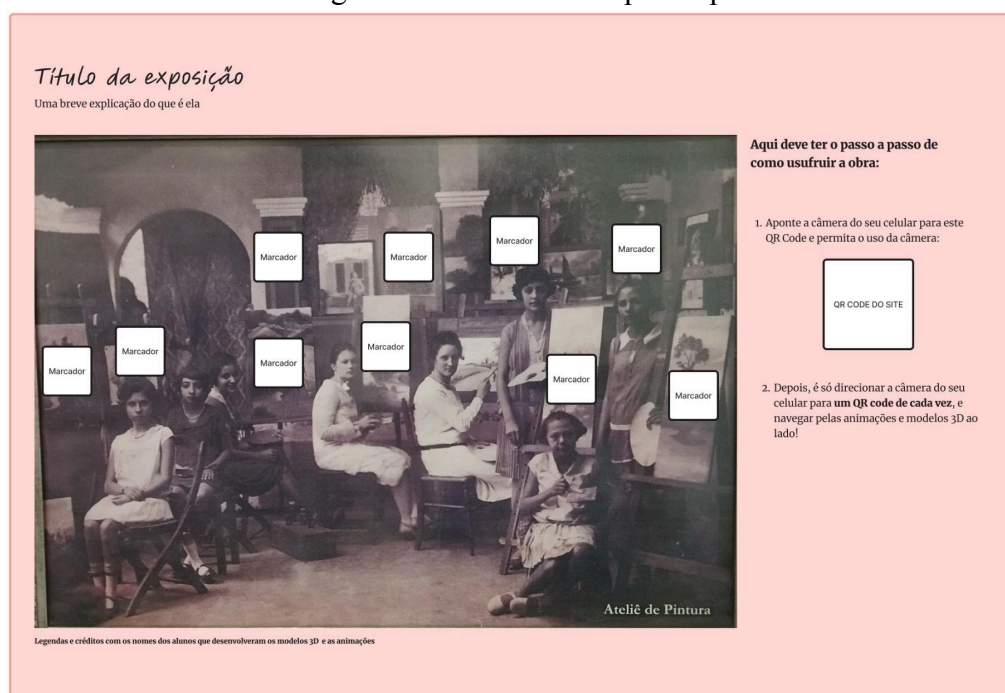 Título da exposição
Uma breve explicação do que é ela
Aqui deve ter o passo a passo de
como usufruir a obra:
1. Aponte a câmera do seu celular para este
QR Code e permita o uso da câmera:
QR CODE DO SITE
2. Depois, é só direcionar a câmera do seu
celular para um QR code de cada vez, e
navegar pelas animações e modelos 3D ao
lado!
Marcador
Marcador
Marcador
Marcador
Marcador
Marcador
Marcador
Marcador
Marcador
Marcador
Ateliê de Pintura
Legendas e créditos com os nomes dos alunos que desenvolveram os modelos 3D e as animações